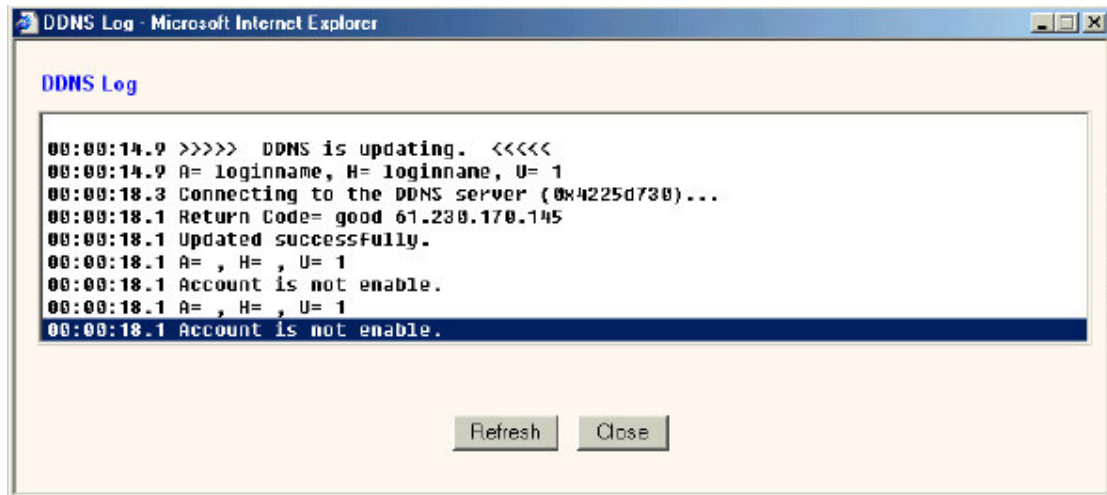 DDNS Log - Microsoft Internet Explorer
DDNS Log
00:00:14.9 >>>>> DDNS is updating. <<<<<
00:00:14.9 A= loginname, H= loginname, U= 1
00:00:18.3 Connecting to the DDNS server (0x4225d730)...
00:00:18.1 Return Code= good 61.230.170.145
00:00:18.1 Updated successfully.
00:00:18.1 A= , H= , U= 1
00:00:18.1 Account is not enable.
00:00:18.1 A= , H= , U= 1
00:00:18.1 Account is not enable.
Refresh Close